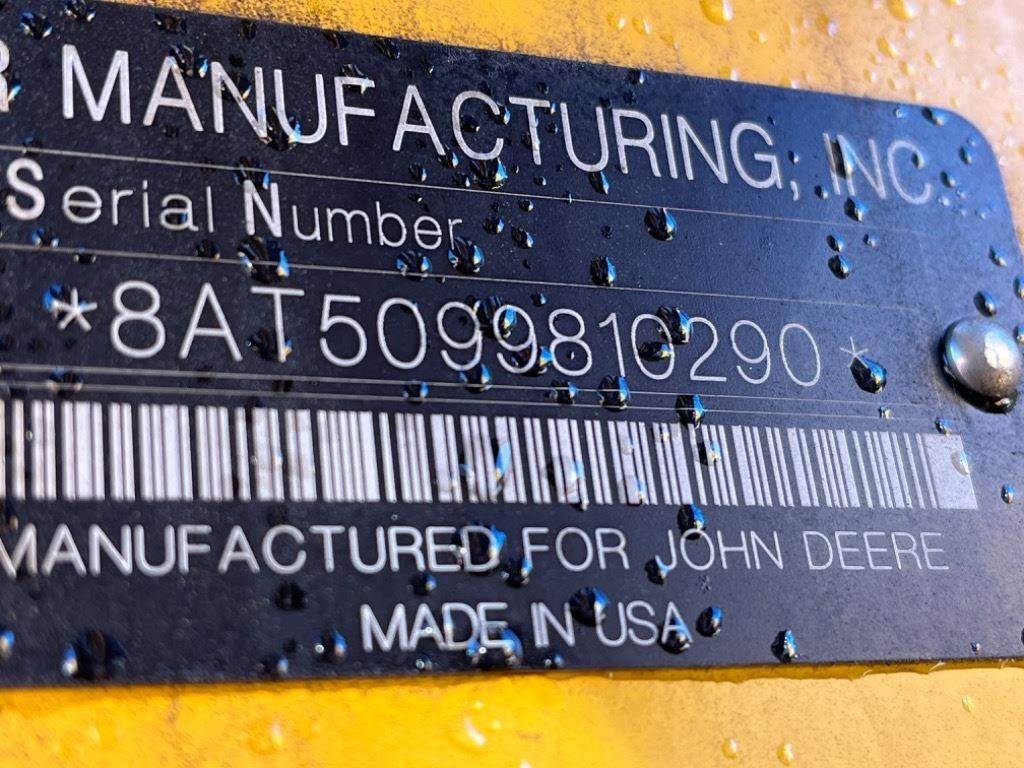 R MANUFACTURING, INC.
Serial Number
*8AT5099810290*
MANUFACTURED FOR JOHN DEERE
MADE IN USA